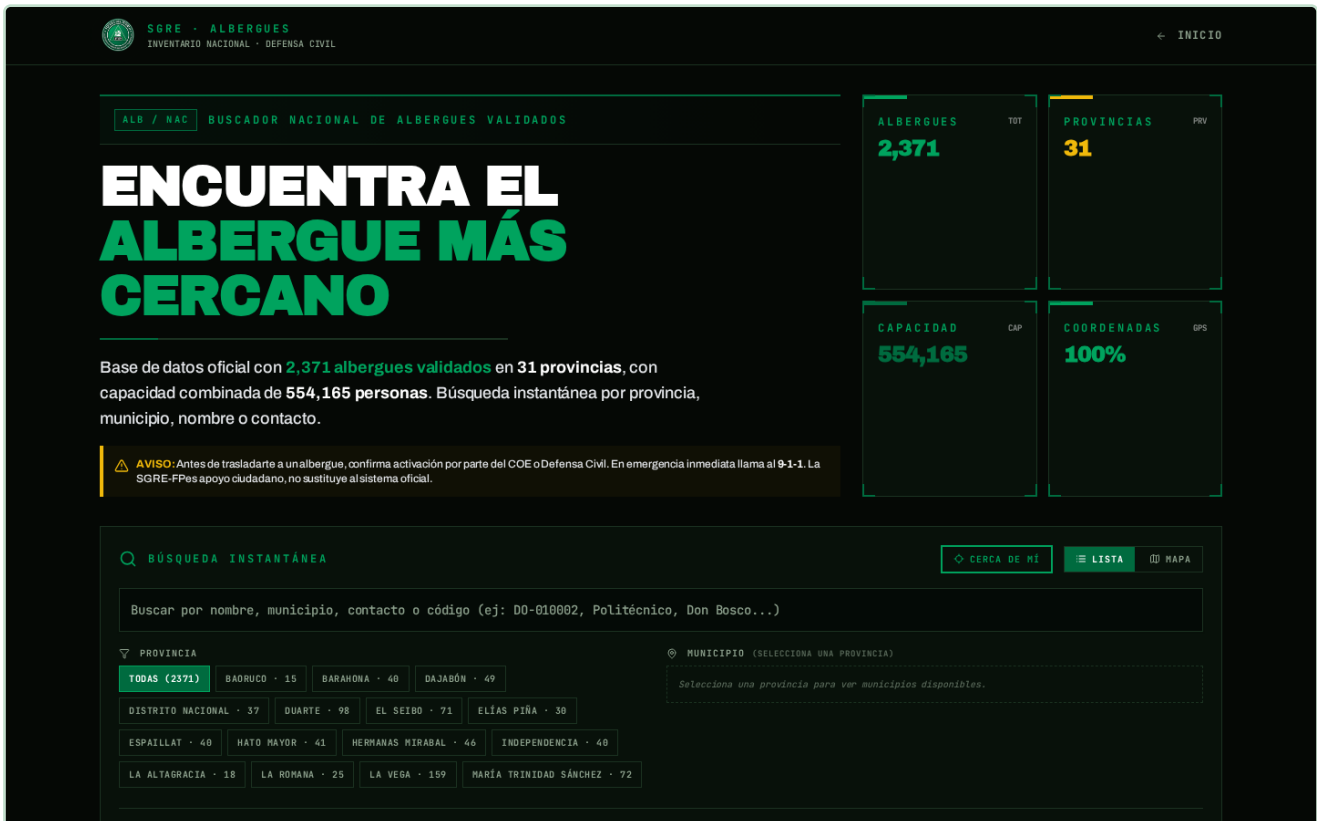 SGRE · ALBERGUES
INVENTARIO NACIONAL · DEFENSA CIVIL
← INICIO
ALB / NAC
BUSCADOR NACIONAL DE ALBERGUES VALIDADOS
ENCUENTRA EL
ALBERGUE MÁS
CERCANO
Base de datos oficial con 2,371 albergues validados en 31 provincias, con
capacidad combinada de 554,165 personas. Búsqueda instantánea por provincia,
municipio, nombre o contacto.
AVISO: Antes de trasladarte a un albergue, confirma activación por parte del COE o Defensa Civil. En emergencia inmediata llama al 9-1-1. La
SGRE-FP es apoyo ciudadano, no sustituye al sistema oficial.
ALBERGUES TOT
2,371
PROVINCIAS PRV
31
CAPACIDAD CAP
554,165
COORDENADAS GPS
100%
BÚSQUEDA INSTANTÁNEA
CERCA DE MÍ
LISTA
MAPA
Buscar por nombre, municipio, contacto o código (ej: DO-010002, Politécnico, Don Bosco...)
PROVINCIA
TODAS (2371)
BAORUCO · 15
BARAHONA · 40
DAJABÓN · 49
DISTRITO NACIONAL · 37
DUARTE · 98
EL SEIBO · 71
ELÍAS PIÑA · 30
ESPAILLAT · 40
HATO MAYOR · 41
HERMANAS MIRABAL · 46
INDEPENDENCIA · 40
LA ALTAGRACIA · 18
LA ROMANA · 25
LA VEGA · 159
MARÍA TRINIDAD SÁNCHEZ · 72
MUNICIPIO (SELECCIONA UNA PROVINCIA)
Selecciona una provincia para ver municipios disponibles.